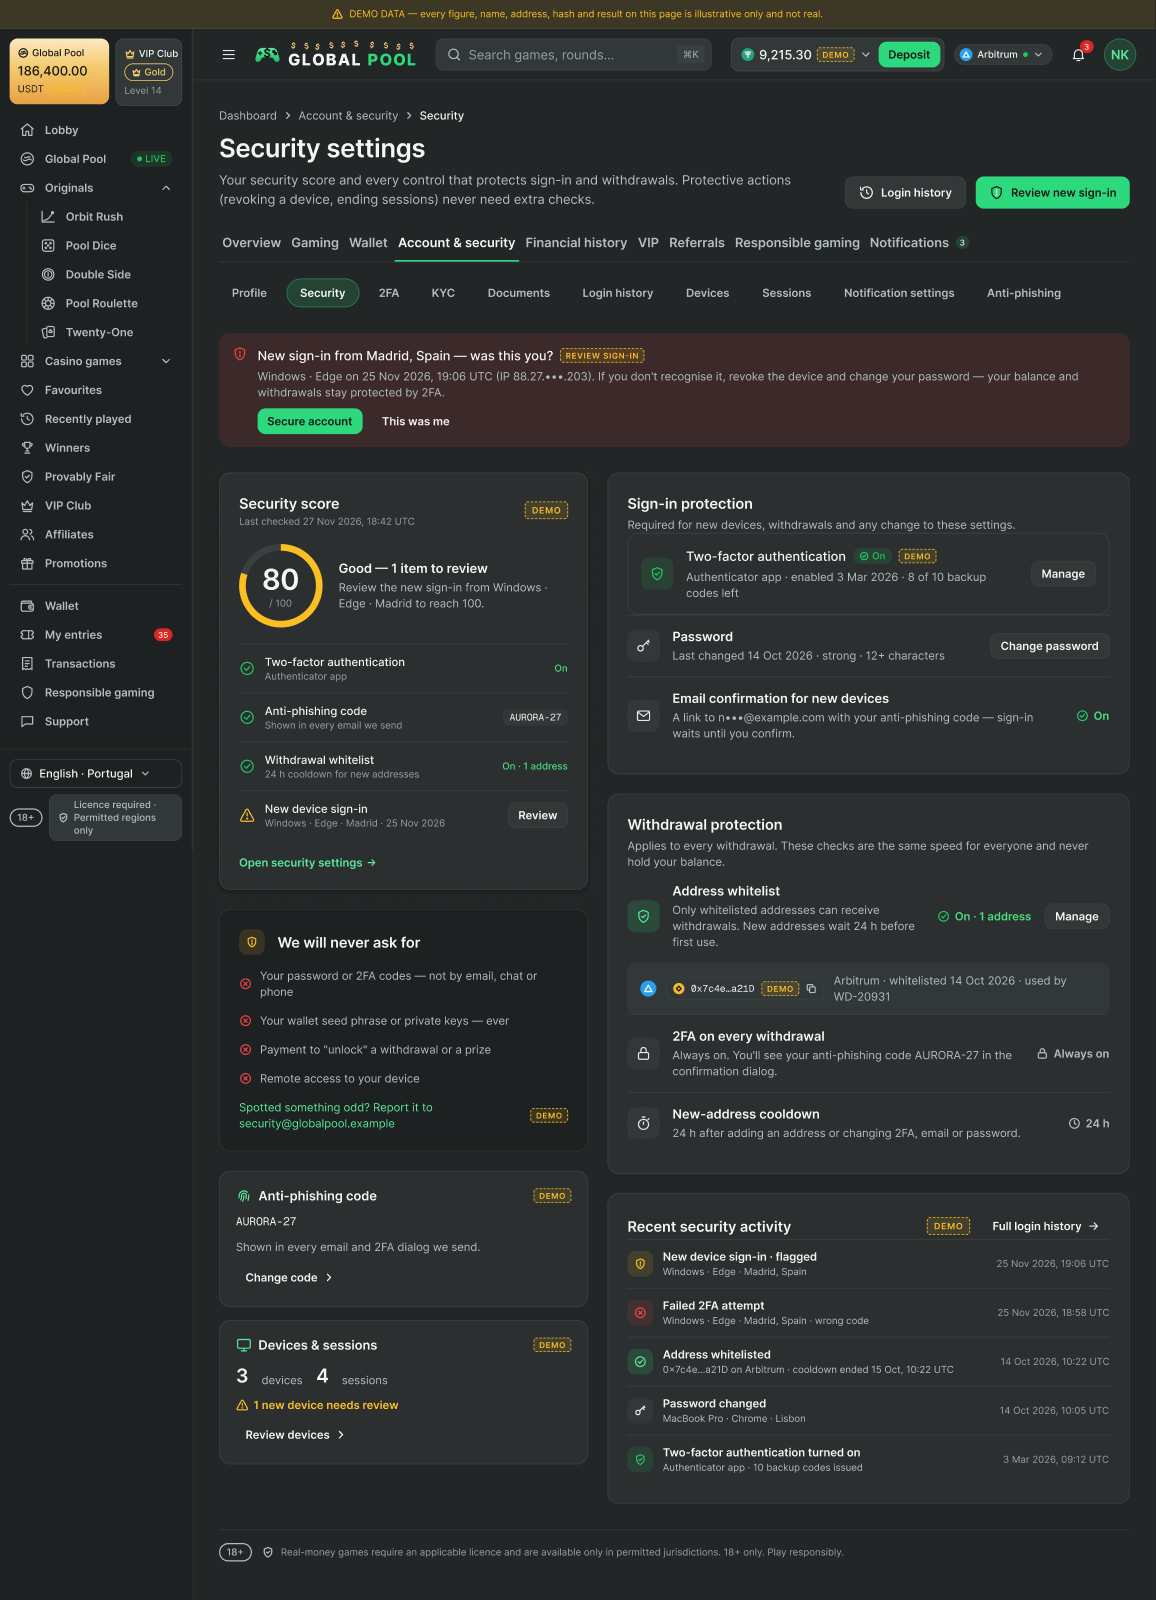 DEMO DATA — every figure, name, address, hash and result on this page is illustrative only and not real.
Global Pool
186,400.00
USDT
VIP Club
Gold
Level 14
GLOBAL POOL
Search games, rounds...
⌘K
9,215.30
DEMO
Deposit
Arbitrum
3
NK
Lobby
Global Pool
LIVE
Originals
Orbit Rush
Pool Dice
Double Side
Pool Roulette
Twenty-One
Casino games
Favourites
Recently played
Winners
Provably Fair
VIP Club
Affiliates
Promotions
Wallet
My entries
35
Transactions
Responsible gaming
Support
English · Portugal
18+
Licence required ·
Permitted regions
only
Dashboard > Account & security > Security
Security settings
Your security score and every control that protects sign-in and withdrawals. Protective actions
(revoking a device, ending sessions) never need extra checks.
Login history
Review new sign-in
Overview
Gaming
Wallet
Account & security
Financial history
VIP
Referrals
Responsible gaming
Notifications
3
Profile
Security
2FA
KYC
Documents
Login history
Devices
Sessions
Notification settings
Anti-phishing
New sign-in from Madrid, Spain — was this you?
REVIEW SIGN-IN
Windows · Edge on 25 Nov 2026, 19:06 UTC (IP 88.27.•••.203). If you don't recognise it, revoke the device and change your password — your balance and
withdrawals stay protected by 2FA.
Secure account
This was me
Security score
Last checked 27 Nov 2026, 18:42 UTC
DEMO
80
/ 100
Good — 1 item to review
Review the new sign-in from Windows ·
Edge · Madrid to reach 100.
Two-factor authentication
Authenticator app
On
Anti-phishing code
Shown in every email we send
AURORA-27
Withdrawal whitelist
24 h cooldown for new addresses
On · 1 address
New device sign-in
Windows · Edge · Madrid · 25 Nov 2026
Review
Open security settings →
We will never ask for
Your password or 2FA codes — not by email, chat or
phone
Your wallet seed phrase or private keys — ever
Payment to "unlock" a withdrawal or a prize
Remote access to your device
Spotted something odd? Report it to
security@globalpool.example
DEMO
Anti-phishing code
DEMO
AURORA-27
Shown in every email and 2FA dialog we send.
Change code
Devices & sessions
DEMO
3 devices 4 sessions
1 new device needs review
Review devices
Sign-in protection
Required for new devices, withdrawals and any change to these settings.
Two-factor authentication
On
DEMO
Authenticator app · enabled 3 Mar 2026 · 8 of 10 backup
codes left
Manage
Password
Last changed 14 Oct 2026 · strong · 12+ characters
Change password
Email confirmation for new devices
A link to n•••@example.com with your anti-phishing code — sign-in
waits until you confirm.
On
Withdrawal protection
Applies to every withdrawal. These checks are the same speed for everyone and never
hold your balance.
Address whitelist
Only whitelisted addresses can receive
withdrawals. New addresses wait 24 h before
first use.
On · 1 address
Manage
0x7c4e…a21D
DEMO
Arbitrum · whitelisted 14 Oct 2026 · used by
WD-20931
2FA on every withdrawal
Always on. You'll see your anti-phishing code AURORA-27 in the
confirmation dialog.
Always on
New-address cooldown
24 h after adding an address or changing 2FA, email or password.
24 h
Recent security activity
DEMO
Full login history →
New device sign-in · flagged
Windows · Edge · Madrid, Spain
25 Nov 2026, 19:06 UTC
Failed 2FA attempt
Windows · Edge · Madrid, Spain · wrong code
25 Nov 2026, 18:58 UTC
Address whitelisted
0×7c4e…a21D on Arbitrum · cooldown ended 15 Oct, 10:22 UTC
14 Oct 2026, 10:22 UTC
Password changed
MacBook Pro · Chrome · Lisbon
14 Oct 2026, 10:05 UTC
Two-factor authentication turned on
Authenticator app · 10 backup codes issued
3 Mar 2026, 09:12 UTC
18+
Real-money games require an applicable licence and are available only in permitted jurisdictions. 18+ only. Play responsibly.